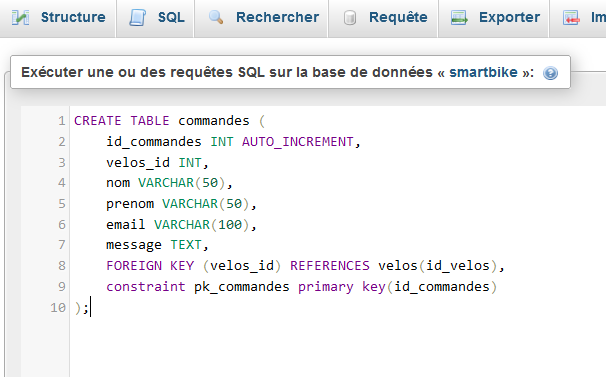 Structure SQL Rechercher Requête Exporter Im
Exécuter une ou des requêtes SQL sur la base de données « smartbike »:
1 CREATE TABLE commandes (
2 id_commandes INT AUTO_INCREMENT,
3 velos_id INT,
4 nom VARCHAR(50),
5 prenom VARCHAR(50),
6 email VARCHAR(100),
7 message TEXT,
8 FOREIGN KEY (velos_id) REFERENCES velos(id_velos),
9 constraint pk_commandes primary key(id_commandes)
10 );